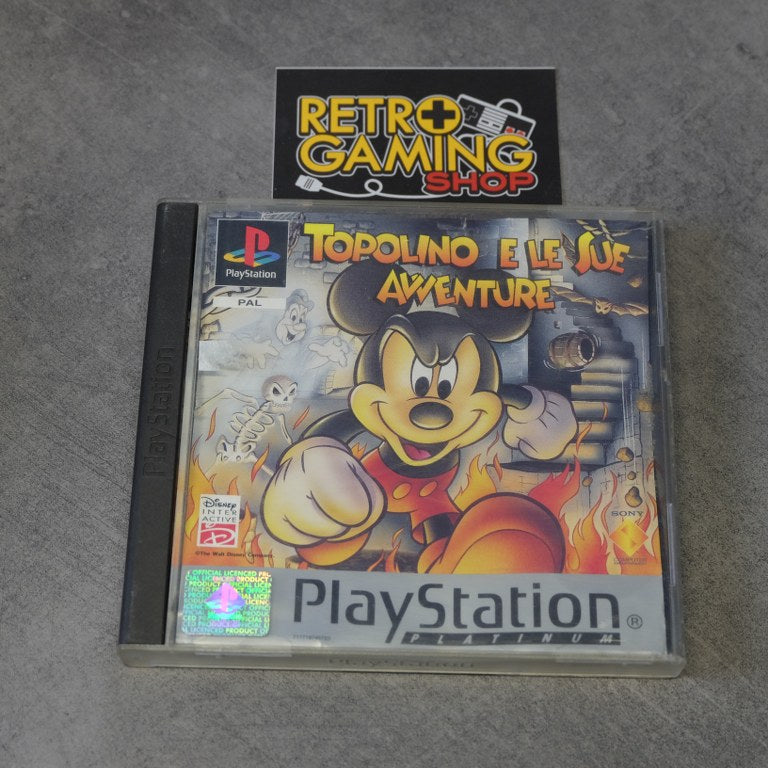 RETRO
GAMING
SHOP
PlayStation
PAL
TOPOLINO E LE SUE
AVVENTURE
PlayStation
DISNEY
INTER
ACTIVE
©The Walt Disney Company
SONY
OFFICIAL LICENCED PRODUCT
PlayStation®
PLATINUM
PlayStation